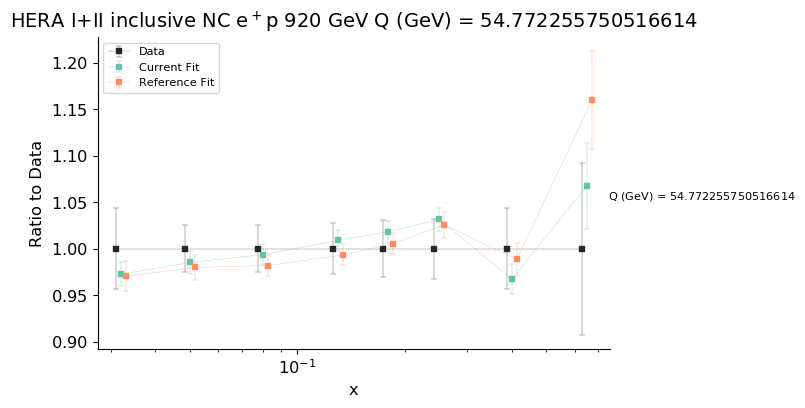 HERA I+II inclusive NC e⁺p 920 GeV Q (GeV) = 54.772255750516614
Data
Current Fit
Reference Fit
1.20
1.15
1.10
1.05
1.00
0.95
0.90
Ratio to Data
Q (GeV) = 54.772255750516614
10⁻¹
x